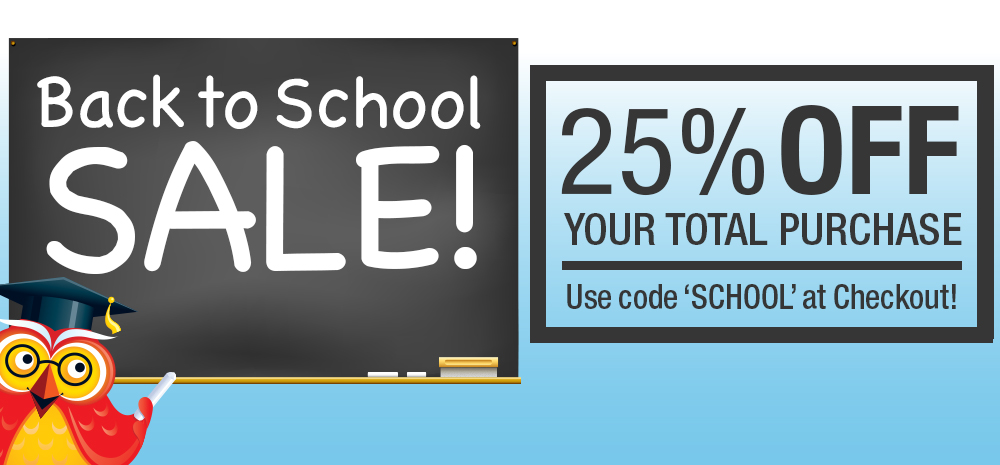 Back to School
SALE!
25% OFF
YOUR TOTAL PURCHASE
Use code ‘SCHOOL’ at Checkout!